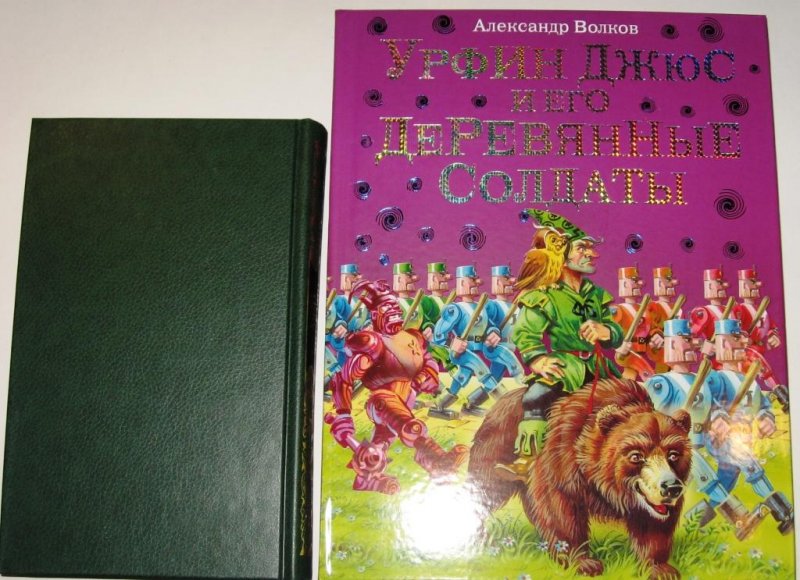 Александр Волков
Урфин Джюс
и его
Деревянные
Солдаты